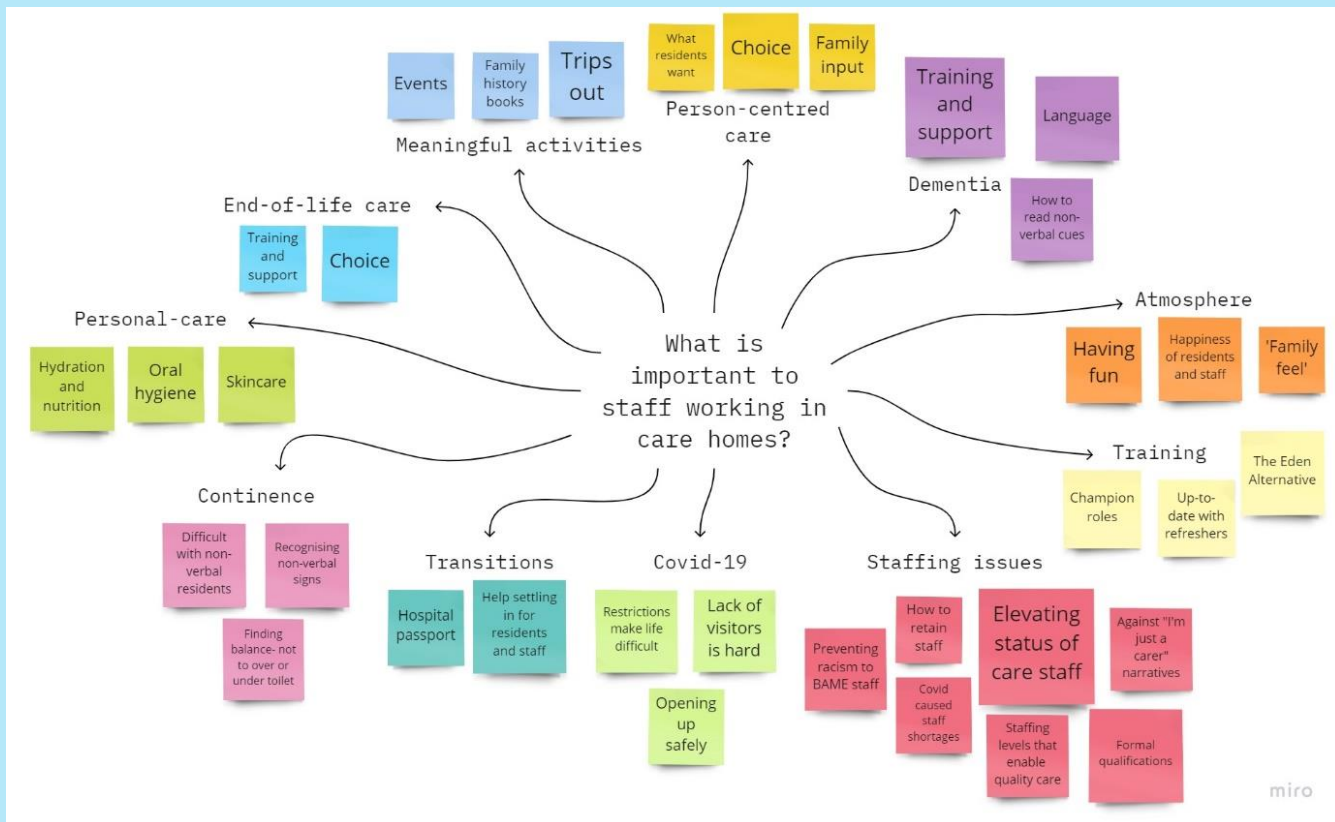 What is
important to
staff working in
care homes?
Meaningful activities
Events
Family
history
books
Trips
out
Person-centred
care
What
residents
want
Choice
Family
input
Dementia
Training
and
support
Language
How to
read non-
verbal cues
Atmosphere
Having
fun
Happiness
of residents
and staff
'Family
feel'
Training
Champion
roles
Up-to-
date with
refreshers
The Eden
Alternative
Staffing issues
Preventing
racism to
BAME staff
How to
retain
staff
Covid
caused
staff
shortages
Elevating
status of
care staff
Against "I'm
just a
carer"
narratives
Staffing
levels that
enable
quality care
Formal
qualifications
Covid-19
Restrictions
make life
difficult
Lack of
visitors
is hard
Opening
up
safely
Transitions
Hospital
passport
Help settling
in for
residents
and staff
Continence
Difficult
with non-
verbal
residents
Recognising
non-verbal
signs
Finding
balance- not
to over or
under toilet
Personal-care
Hydration
and
nutrition
Oral
hygiene
Skincare
End-of-life care
Training
and
support
Choice
miro